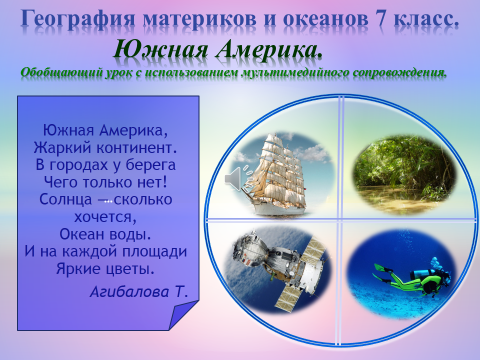 География материков и океанов 7 класс.
Южная Америка.
Обобщающий урок с использованием мультимедийного сопровождения.
Южная Америка,
Жаркий континент.
В городах у берега
Чего только нет!
Солнца – сколько
хочется,
Океан воды.
И на каждой площади
Яркие цветы.
Агибалова Т.